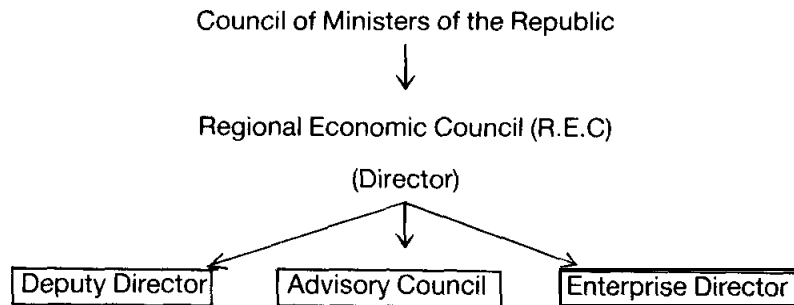 Council of Ministers of the Republic
Regional Economic Council (R.E.C)
(Director)
Deputy Director Advisory Council Enterprise Director